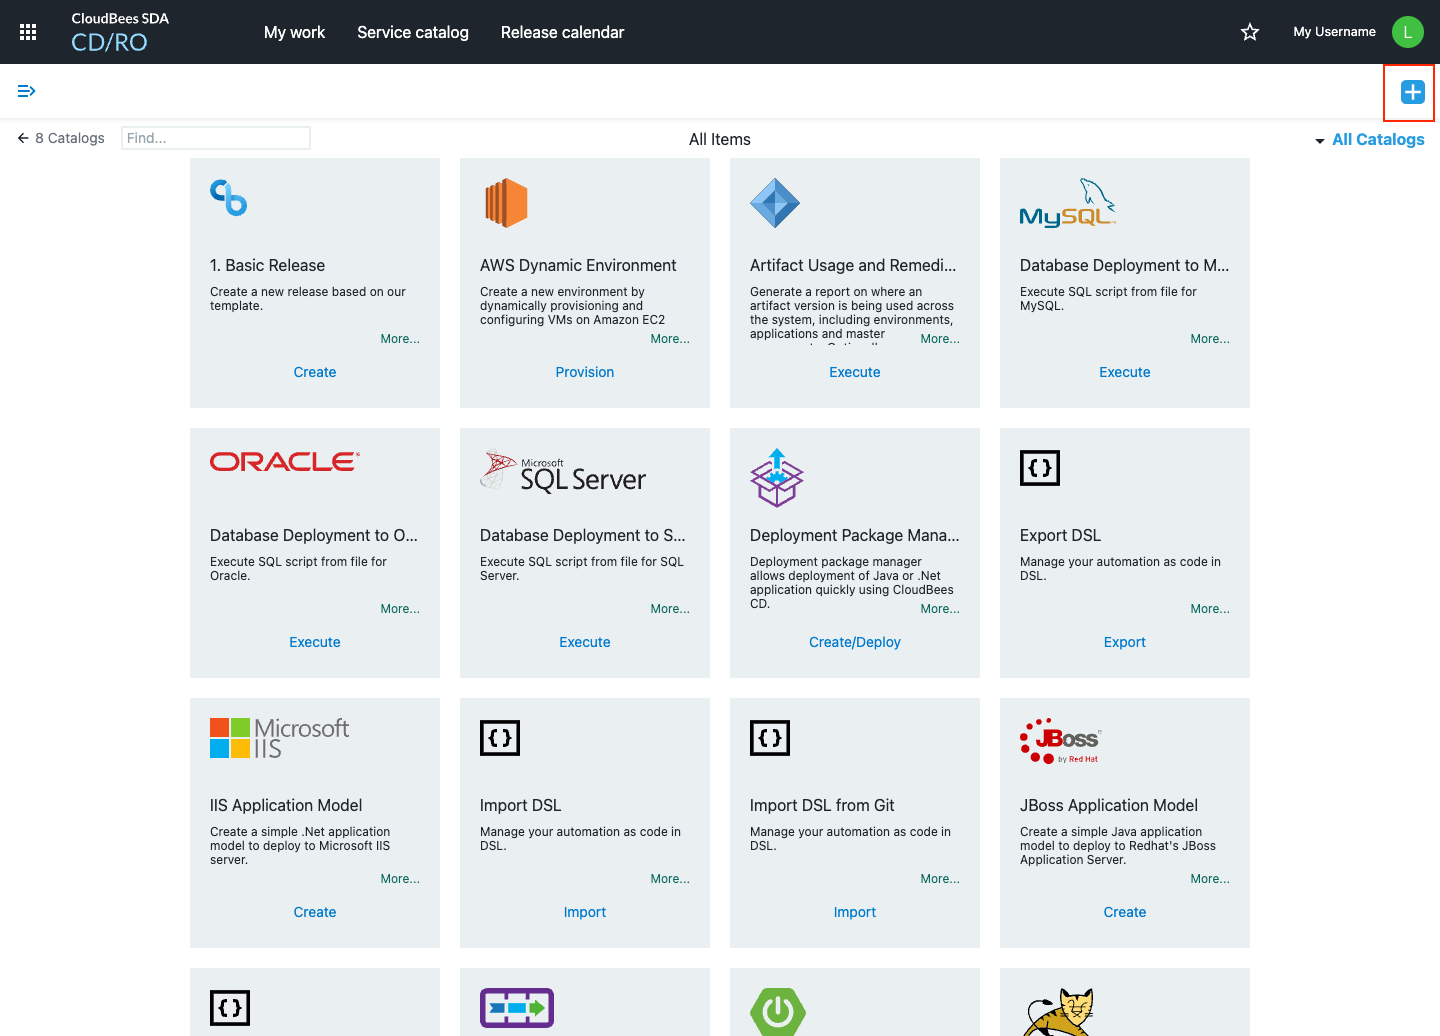 CloudBees SDA
CD/RO
My work
Service catalog
Release calendar
My Username
L
8 Catalogs
Find...
All Items
All Catalogs
1. Basic Release
Create a new release based on our
template.
More...
Create
AWS Dynamic Environment
Create a new environment by
dynamically provisioning and
configuring VMs on Amazon EC2
More...
Provision
Artifact Usage and Remedi...
Generate a report on where an
artifact version is being used across
the system, including environments,
applications and master
More...
Execute
MySQL
Database Deployment to M...
Execute SQL script from file for
MySQL.
More...
Execute
ORACLE
Database Deployment to O...
Execute SQL script from file for
Oracle.
More...
Execute
Microsoft
SQL Server
Database Deployment to S...
Execute SQL script from file for SQL
Server.
More...
Execute
Deployment Package Mana...
Deployment package manager
allows deployment of Java or .Net
application quickly using CloudBees
CD.
More...
Create/Deploy
{}
Export DSL
Manage your automation as code in
DSL.
More...
Export
Microsoft
IIS
IIS Application Model
Create a simple .Net application
model to deploy to Microsoft IIS
server.
More...
Create
{}
Import DSL
Manage your automation as code in
DSL.
More...
Import
{}
Import DSL from Git
Manage your automation as code in
DSL.
More...
Import
JBoss
by Red Hat
JBoss Application Model
Create a simple Java application
model to deploy to Redhat's JBoss
Application Server.
More...
Create
{}